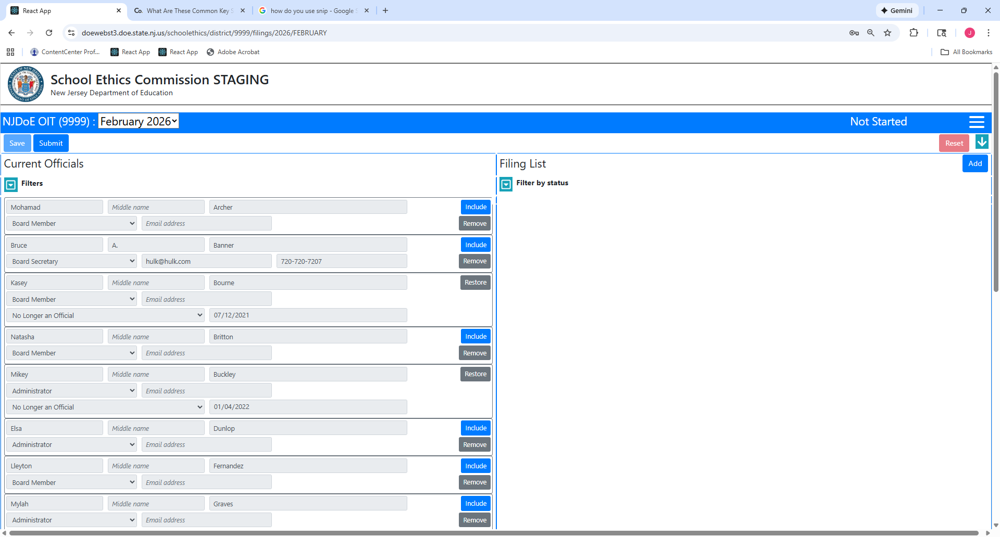 React App
What Are These Common Key S
how do you use snip - Google S
Gemini
doewebst3.doe.state.nj.us/schoolethics/district/9999/filings/2026/FEBRUARY
J
ContentCenter Prof...
React App
React App
Adobe Acrobat
All Bookmarks
School Ethics Commission STAGING
New Jersey Department of Education
NJDoE OIT (9999) : February 2026
Not Started
Save
Submit
Reset
Current Officials
Filters
Mohamad Middle name Archer Include
Board Member Email address Remove
Bruce A. Banner Include
Board Secretary hulk@hulk.com 720-720-7207 Remove
Kasey Middle name Bourne Restore
Board Member Email address
No Longer an Official 07/12/2021
Natasha Middle name Britton Include
Board Member Email address Remove
Mikey Middle name Buckley Restore
Administrator Email address
No Longer an Official 01/04/2022
Elsa Middle name Dunlop Include
Administrator Email address Remove
Lleyton Middle name Fernandez Include
Board Member Email address Remove
Mylah Middle name Graves Include
Administrator Email address Remove
Filing List
Add
Filter by status